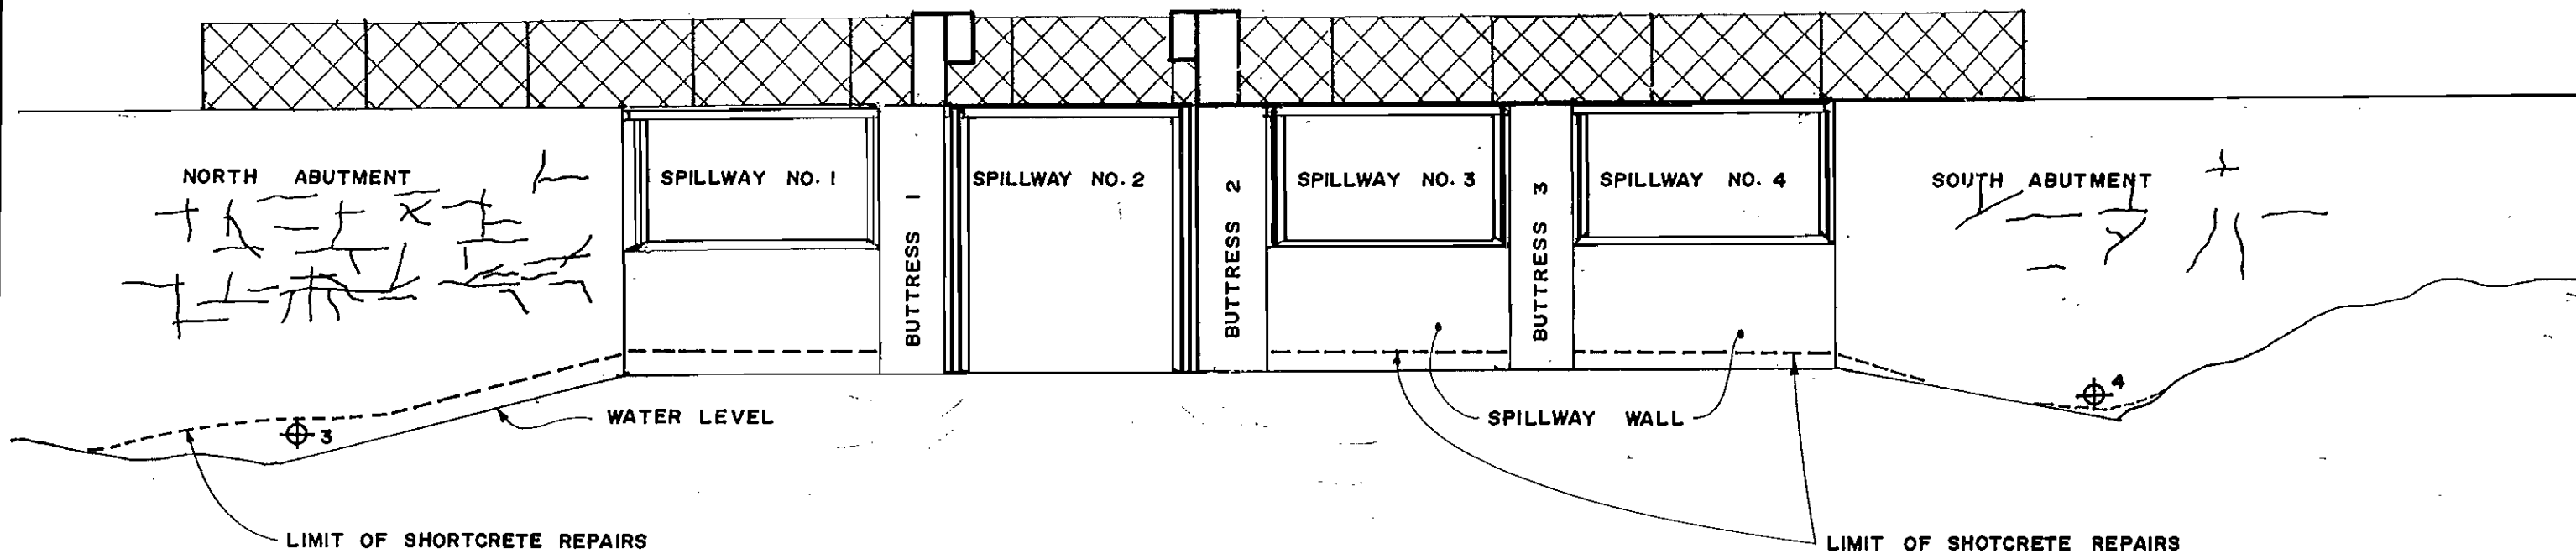 NORTH ABUTMENT
SPILLWAY NO. 1
BUTTRESS 1
SPILLWAY NO. 2
BUTTRESS 2
SPILLWAY NO. 3
BUTTRESS 3
SPILLWAY NO. 4
SOUTH ABUTMENT
3
WATER LEVEL
SPILLWAY WALL
4
LIMIT OF SHORTCRETE REPAIRS
LIMIT OF SHOTCRETE REPAIRS